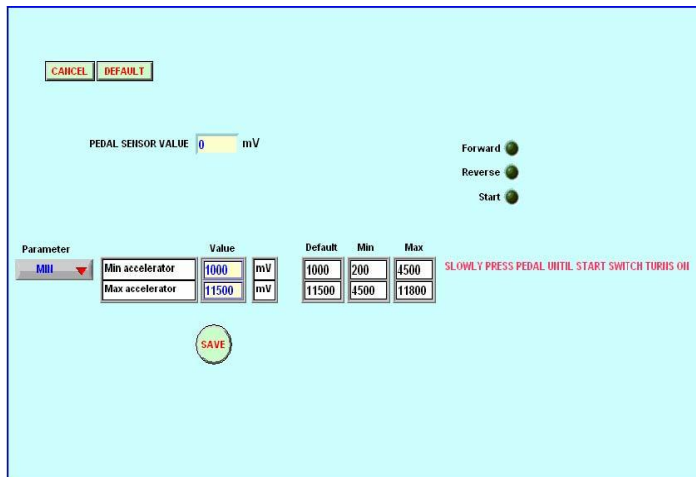 CANCEL DEFAULT
PEDAL SENSOR VALUE 0 mV
Forward
Reverse
Start
Parameter Value Default Min Max
MIN Min accelerator 1000 mV 1000 200 4500 SLOWLY PRESS PEDAL UNTIL START SWITCH TURNS ON
Max accelerator 11500 mV 11500 4500 11800
SAVE